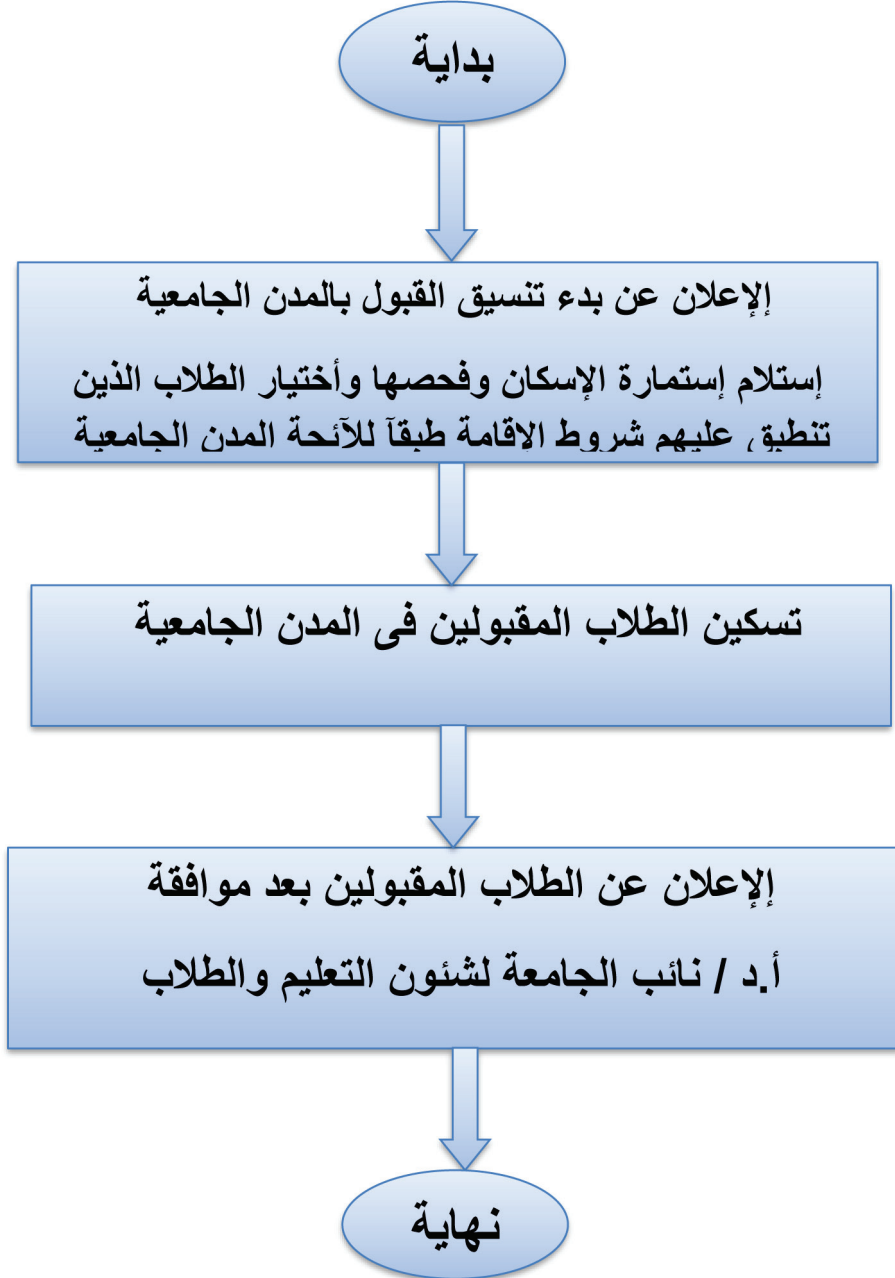 بداية
الإعلان عن بدء تنسيق القبول بالمدن الجامعية
إستلام إستمارة الإسكان وفحصها وأختيار الطلاب الذين
تنطبق عليهم شروط الإقامة طبقآ للآئحة المدن الجامعية
تسكين الطلاب المقبولين فى المدن الجامعية
الإعلان عن الطلاب المقبولين بعد موافقة
أ.د / نائب الجامعة لشئون التعليم والطلاب
نهاية